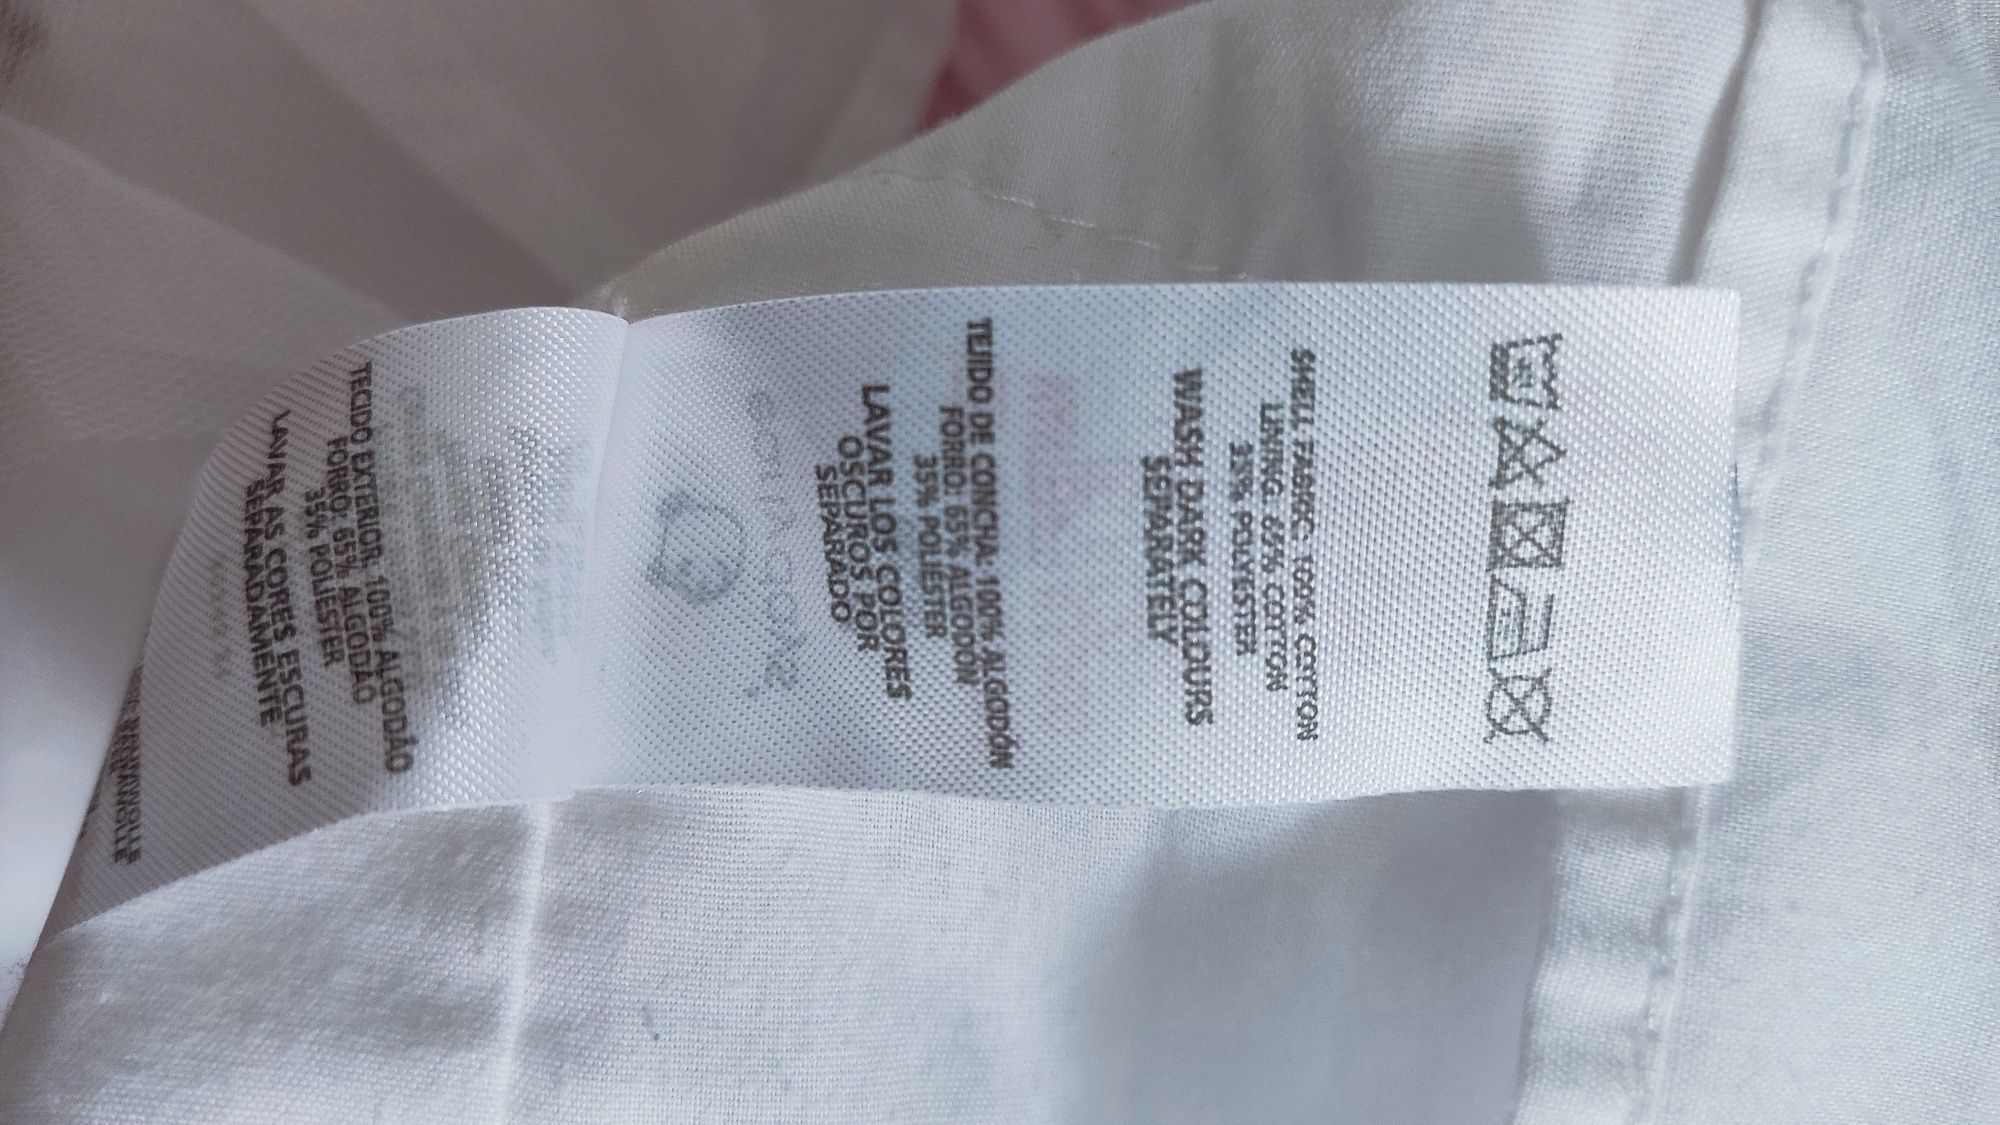 SHELL FABRIC: 100% COTTON
LINING: 65% COTTON
35% POLYESTER
WASH DARK COLOURS
SEPARATELY
TEJIDO DE CONCHA: 100% ALGODÓN
FORRO: 65% ALGODÓN
35% POLIÉSTER
LAVAR LOS COLORES
OSCUROS POR
SEPARADO
TECIDO EXTERIOR: 100% ALGODÃO
FORRO: 65% ALGODÃO
35% POLIÉSTER
LAVAR AS CORES ESCURAS
SEPARADAMENTE